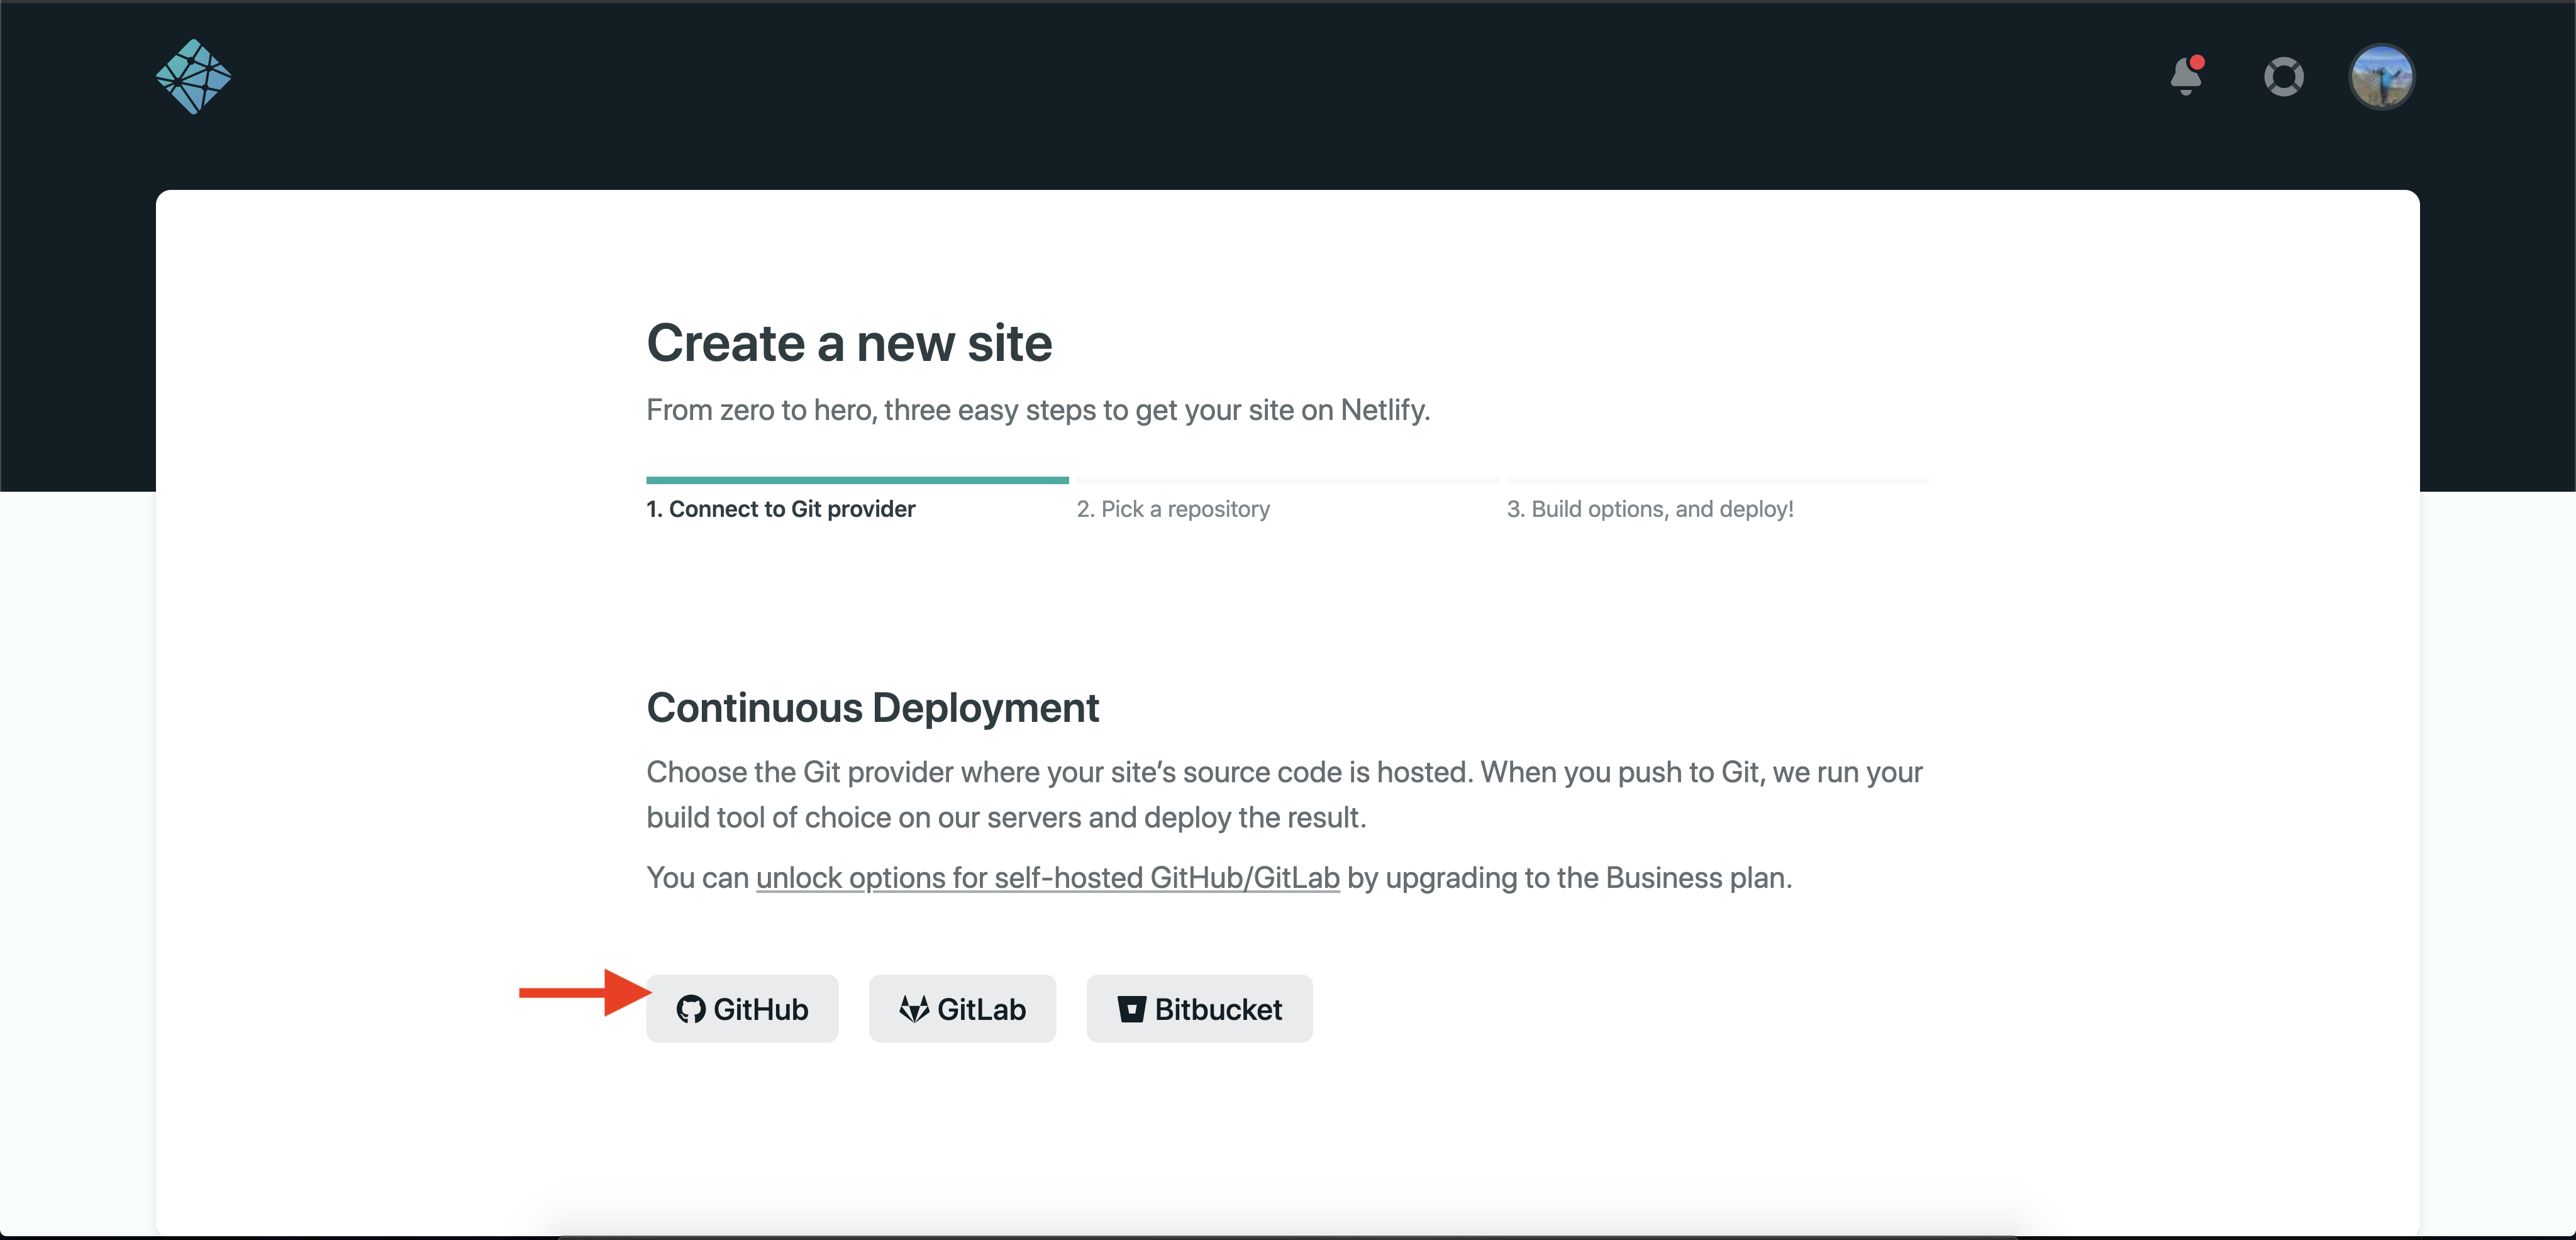 Create a new site
From zero to hero, three easy steps to get your site on Netlify.
1. Connect to Git provider
2. Pick a repository
3. Build options, and deploy!
Continuous Deployment
Choose the Git provider where your site’s source code is hosted. When you push to Git, we run your
build tool of choice on our servers and deploy the result.
You can unlock options for self-hosted GitHub/GitLab by upgrading to the Business plan.
GitHub
GitLab
Bitbucket